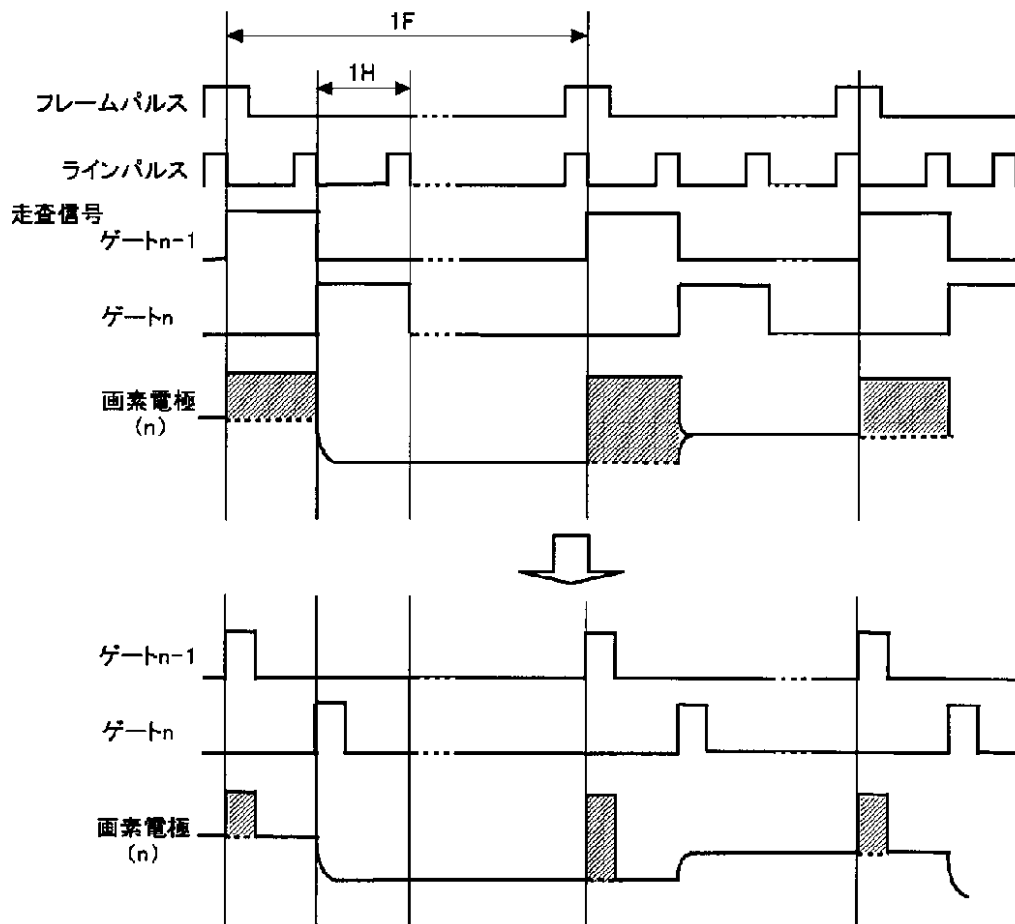 1F
1H
フレームパルス
ラインパルス
走査信号
ゲートn-1
ゲートn
画素電極
(n)
ゲートn-1
ゲートn
画素電極
(n)